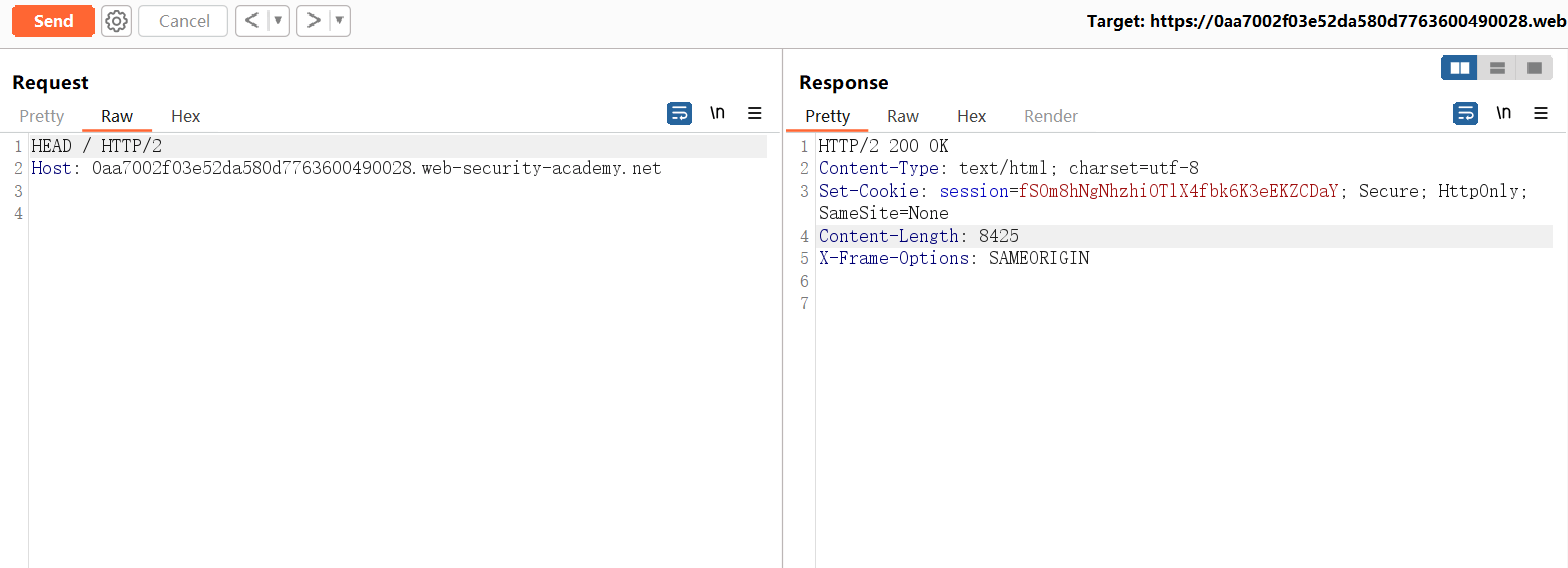 Send Cancel < > Target: https://0aa7002f03e52da580d7763600490028.web
Request
Pretty Raw Hex \n
1 HEAD / HTTP/2
2 Host: 0aa7002f03e52da580d7763600490028.web-security-academy.net
3
4
Response
Pretty Raw Hex Render \n
1 HTTP/2 200 OK
2 Content-Type: text/html; charset=utf-8
3 Set-Cookie: session=fSOm8hNgNhzhiOTlX4fbk6K3eEKZCDaY; Secure; HttpOnly;
SameSite=None
4 Content-Length: 8425
5 X-Frame-Options: SAMEORIGIN
6
7